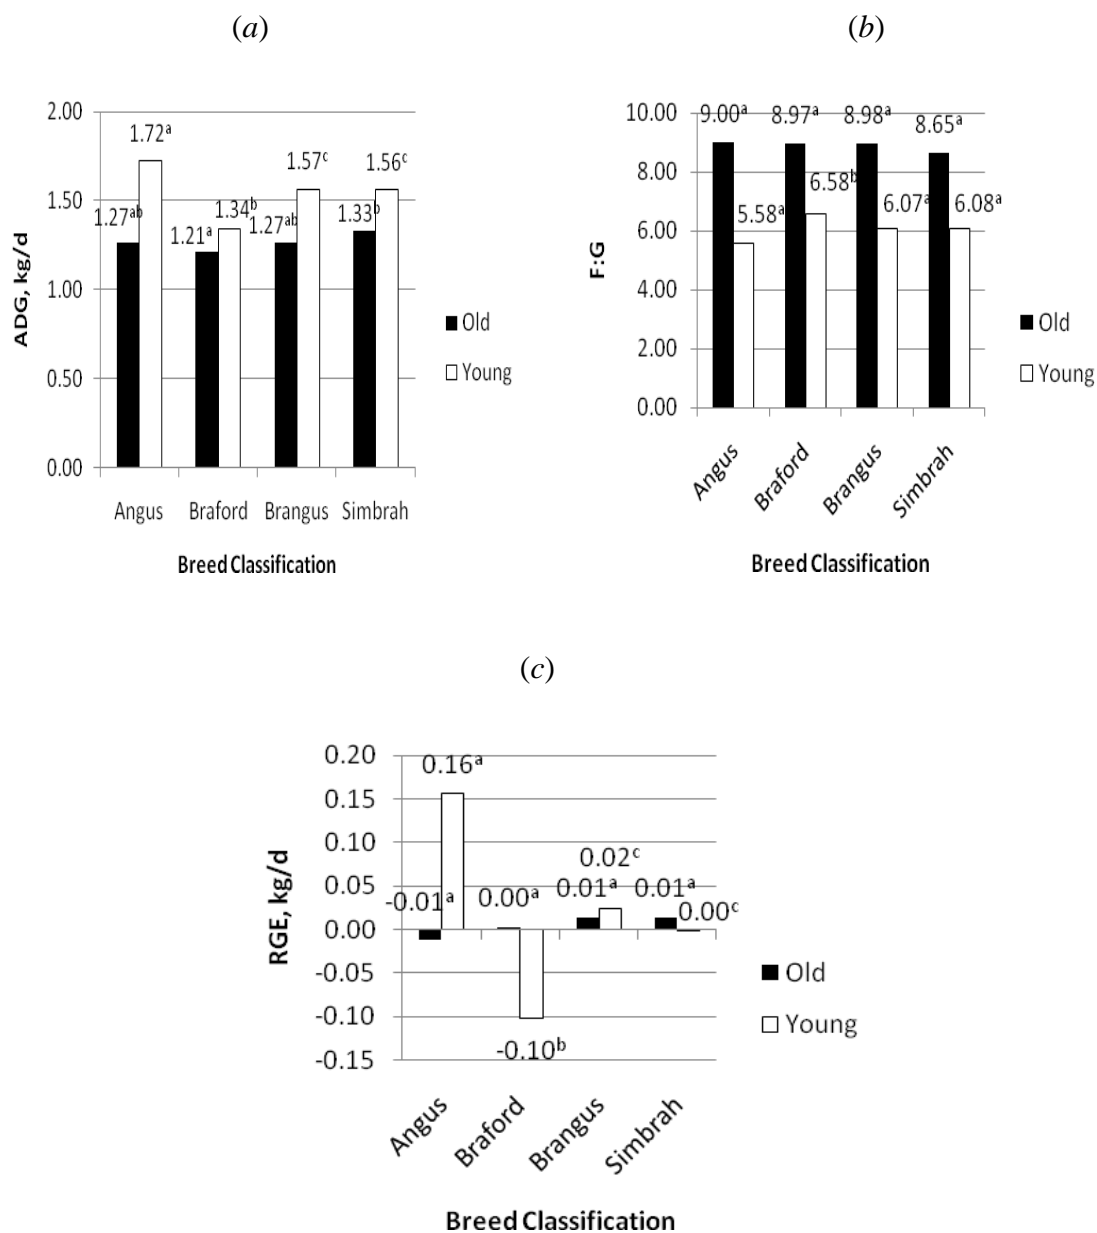 (a)
2.00
1.50
1.00
0.50
0.00
ADG, kg/d
1.27ab
1.72a
1.21a
1.34b
1.27ab
1.57c
1.33b
1.56c
Old
Young
Angus Braford Brangus Simbrah
Breed Classification
(b)
10.00
8.00
6.00
4.00
2.00
0.00
F:G
9.00a
5.58a
8.97a
6.58b
8.98a
6.07a
8.65a
6.08a
Old
Young
Angus Braford Brangus Simbrah
Breed Classification
(c)
0.20
0.15
0.10
0.05
0.00
-0.05
-0.10
-0.15
RGE, kg/d
-0.01a
0.16a
0.00a
-0.10b
0.01a
0.02c
0.01a
0.00c
Old
Young
Angus Braford Brangus Simbrah
Breed Classification